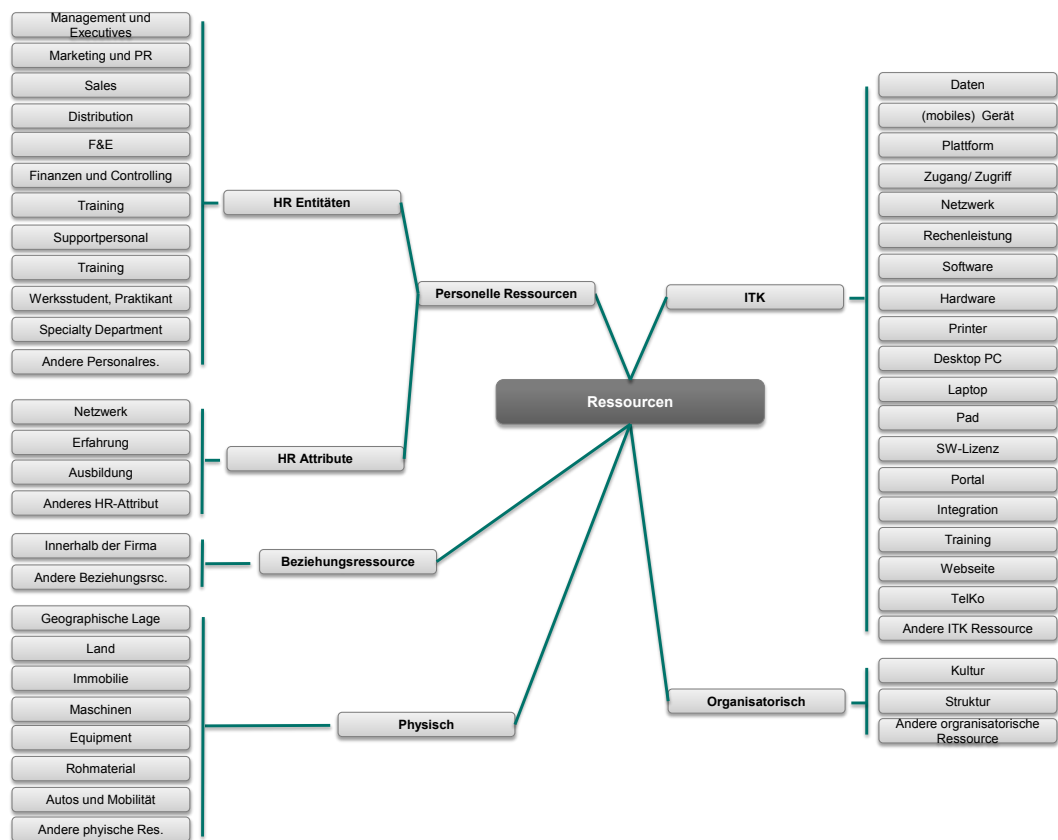 Management und
Executives
Marketing und PR
Sales
Distribution
F&E
Finanzen und Controlling
Training
Supportpersonal
Training
Werksstudent, Praktikant
Specialty Department
Andere Personalres.
HR Entitäten
Netzwerk
Erfahrung
Ausbildung
Anderes HR-Attribut
HR Attribute
Personelle Ressourcen
Innerhalb der Firma
Andere Beziehungsrsc.
Beziehungsressource
Geographische Lage
Land
Immobilie
Maschinen
Equipment
Rohmaterial
Autos und Mobilität
Andere phyische Res.
Physisch
Ressourcen
ITK
Daten
(mobiles) Gerät
Plattform
Zugang/ Zugriff
Netzwerk
Rechenleistung
Software
Hardware
Printer
Desktop PC
Laptop
Pad
SW-Lizenz
Portal
Integration
Training
Webseite
TelKo
Andere ITK Ressource
Organisatorisch
Kultur
Struktur
Andere orgranisatorische
Ressource